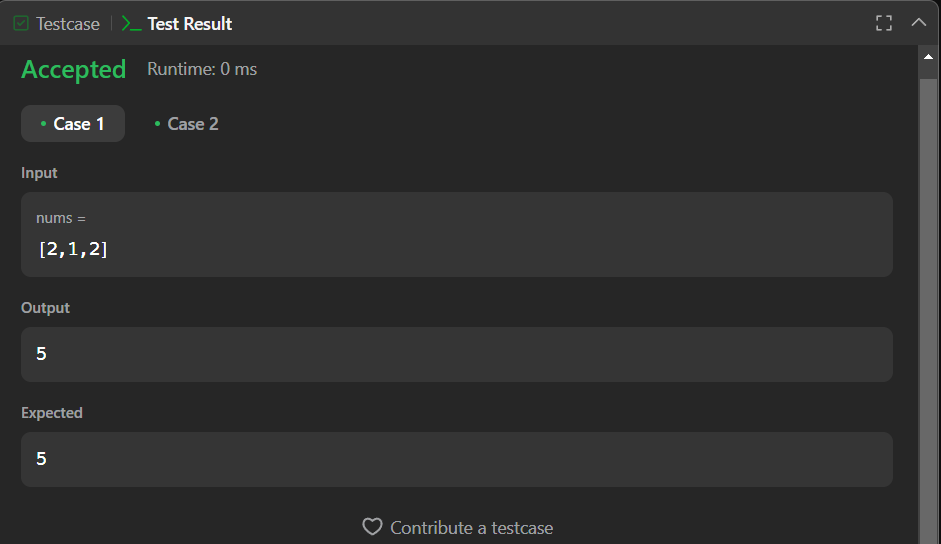 Testcase | Test Result
Accepted Runtime: 0 ms
• Case 1 • Case 2
Input
nums =
[2,1,2]
Output
5
Expected
5
Contribute a testcase